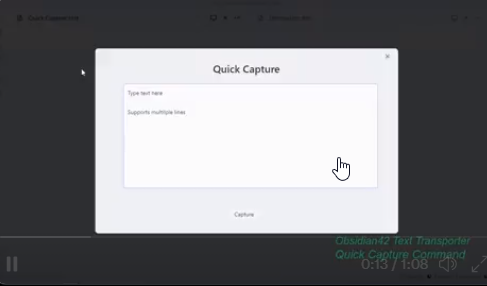 Quick Capture
Type text here
Supports multiple lines
Capture
Obsidian42 Text Transporter
Quick Capture Command
0:13 / 1:08